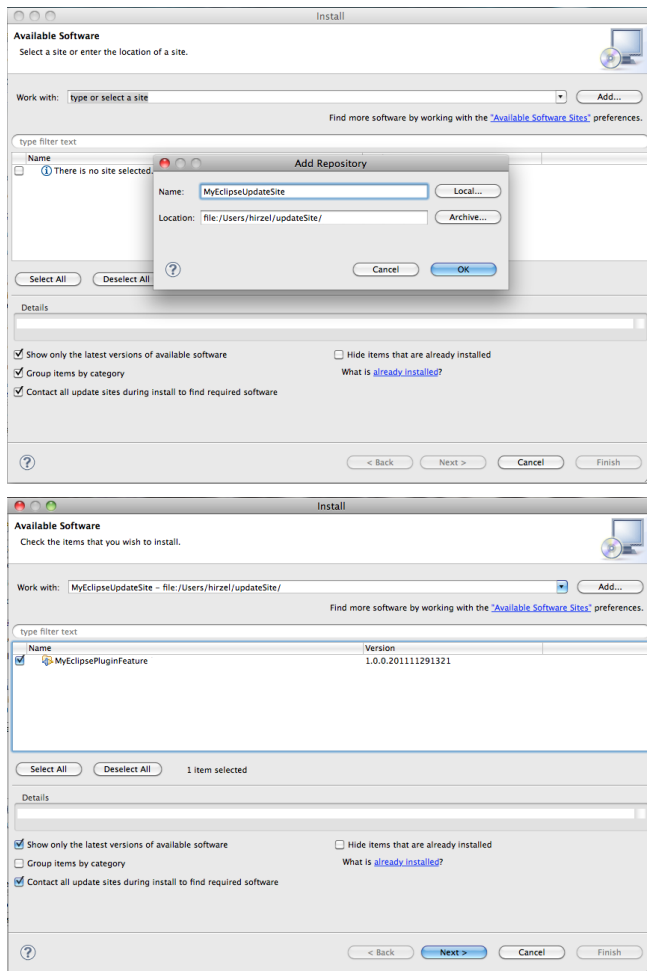 Install
Available Software
Select a site or enter the location of a site.
Work with: type or select a site Add...
Find more software by working with the "Available Software Sites" preferences.
type filter text
Name
There is no site selected.
Add Repository
Name: MyEclipseUpdateSite Local...
Location: file:/Users/hirzel/updateSite/ Archive...
? Cancel OK
Select All Deselect All
Details
Show only the latest versions of available software Hide items that are already installed
Group items by category What is already installed?
Contact all update sites during install to find required software
? < Back Next > Cancel Finish
Install
Available Software
Check the items that you wish to install.
Work with: MyEclipseUpdateSite – file:/Users/hirzel/updateSite/ Add...
Find more software by working with the "Available Software Sites" preferences.
type filter text
Name Version
MyEclipsePluginFeature 1.0.0.201111291321
Select All Deselect All 1 item selected
Details
Show only the latest versions of available software Hide items that are already installed
Group items by category What is already installed?
Contact all update sites during install to find required software
? < Back Next > Cancel Finish